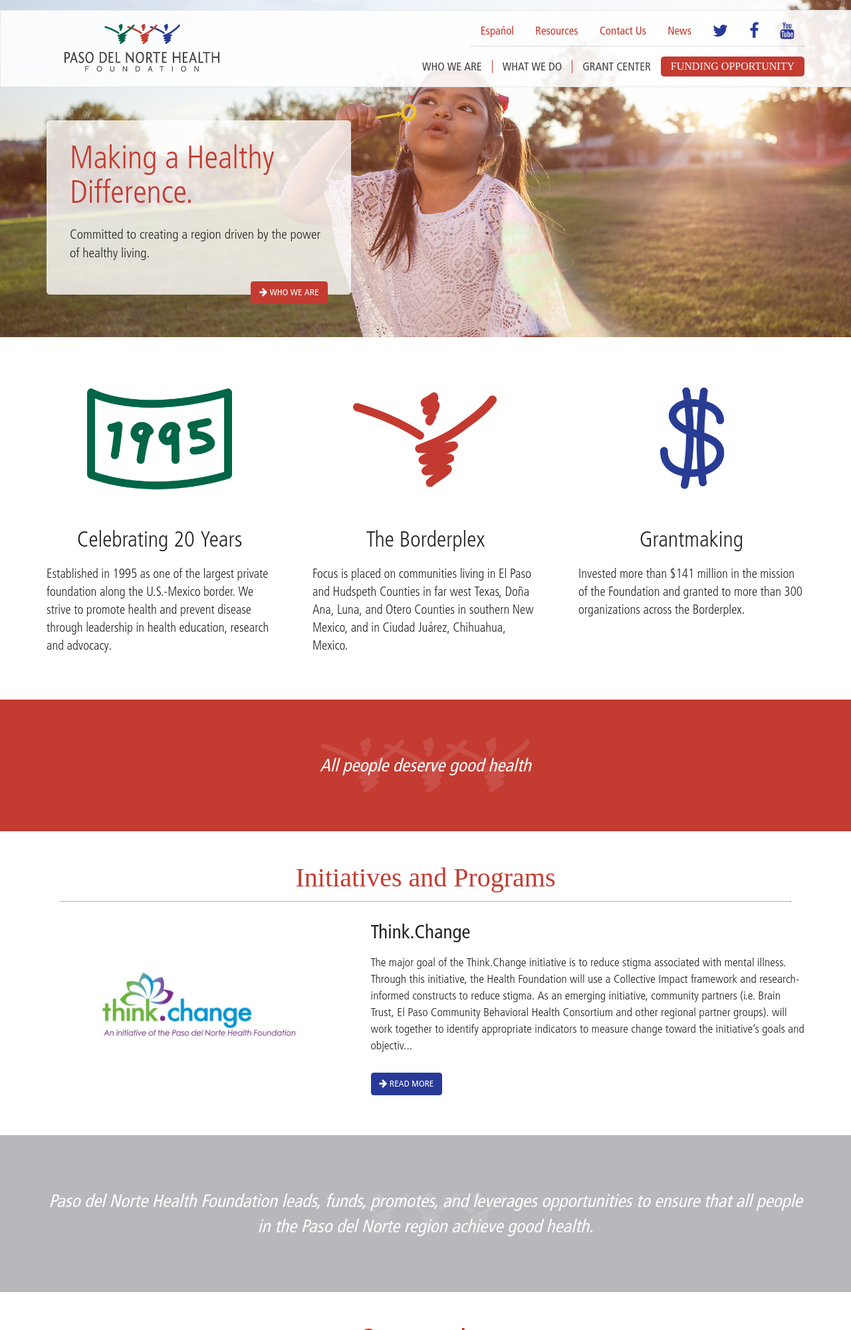 Español Resources Contact Us News You Tube
PASO DEL NORTE HEALTH
FOUNDATION
WHO WE ARE WHAT WE DO GRANT CENTER FUNDING OPPORTUNITY
Making a Healthy
Difference.
Committed to creating a region driven by the power
of healthy living.
WHO WE ARE
1995
Celebrating 20 Years
Established in 1995 as one of the largest private
foundation along the U.S.-Mexico border. We
strive to promote health and prevent disease
through leadership in health education, research
and advocacy.
The Borderplex
Focus is placed on communities living in El Paso
and Hudspeth Counties in far west Texas, Doña
Ana, Luna, and Otero Counties in southern New
Mexico, and in Ciudad Juárez, Chihuahua,
Mexico.
$
Grantmaking
Invested more than $141 million in the mission
of the Foundation and granted to more than 300
organizations across the Borderplex.
All people deserve good health
Initiatives and Programs
think.change
An initiative of the Paso del Norte Health Foundation
Think.Change
The major goal of the Think.Change initiative is to reduce stigma associated with mental illness.
Through this initiative, the Health Foundation will use a Collective Impact framework and research-
informed constructs to reduce stigma. As an emerging initiative, community partners (i.e. Brain
Trust, El Paso Community Behavioral Health Consortium and other regional partner groups). will
work together to identify appropriate indicators to measure change toward the initiative's goals and
objectiv...
READ MORE
Paso del Norte Health Foundation leads, funds, promotes, and leverages opportunities to ensure that all people
in the Paso del Norte region achieve good health.